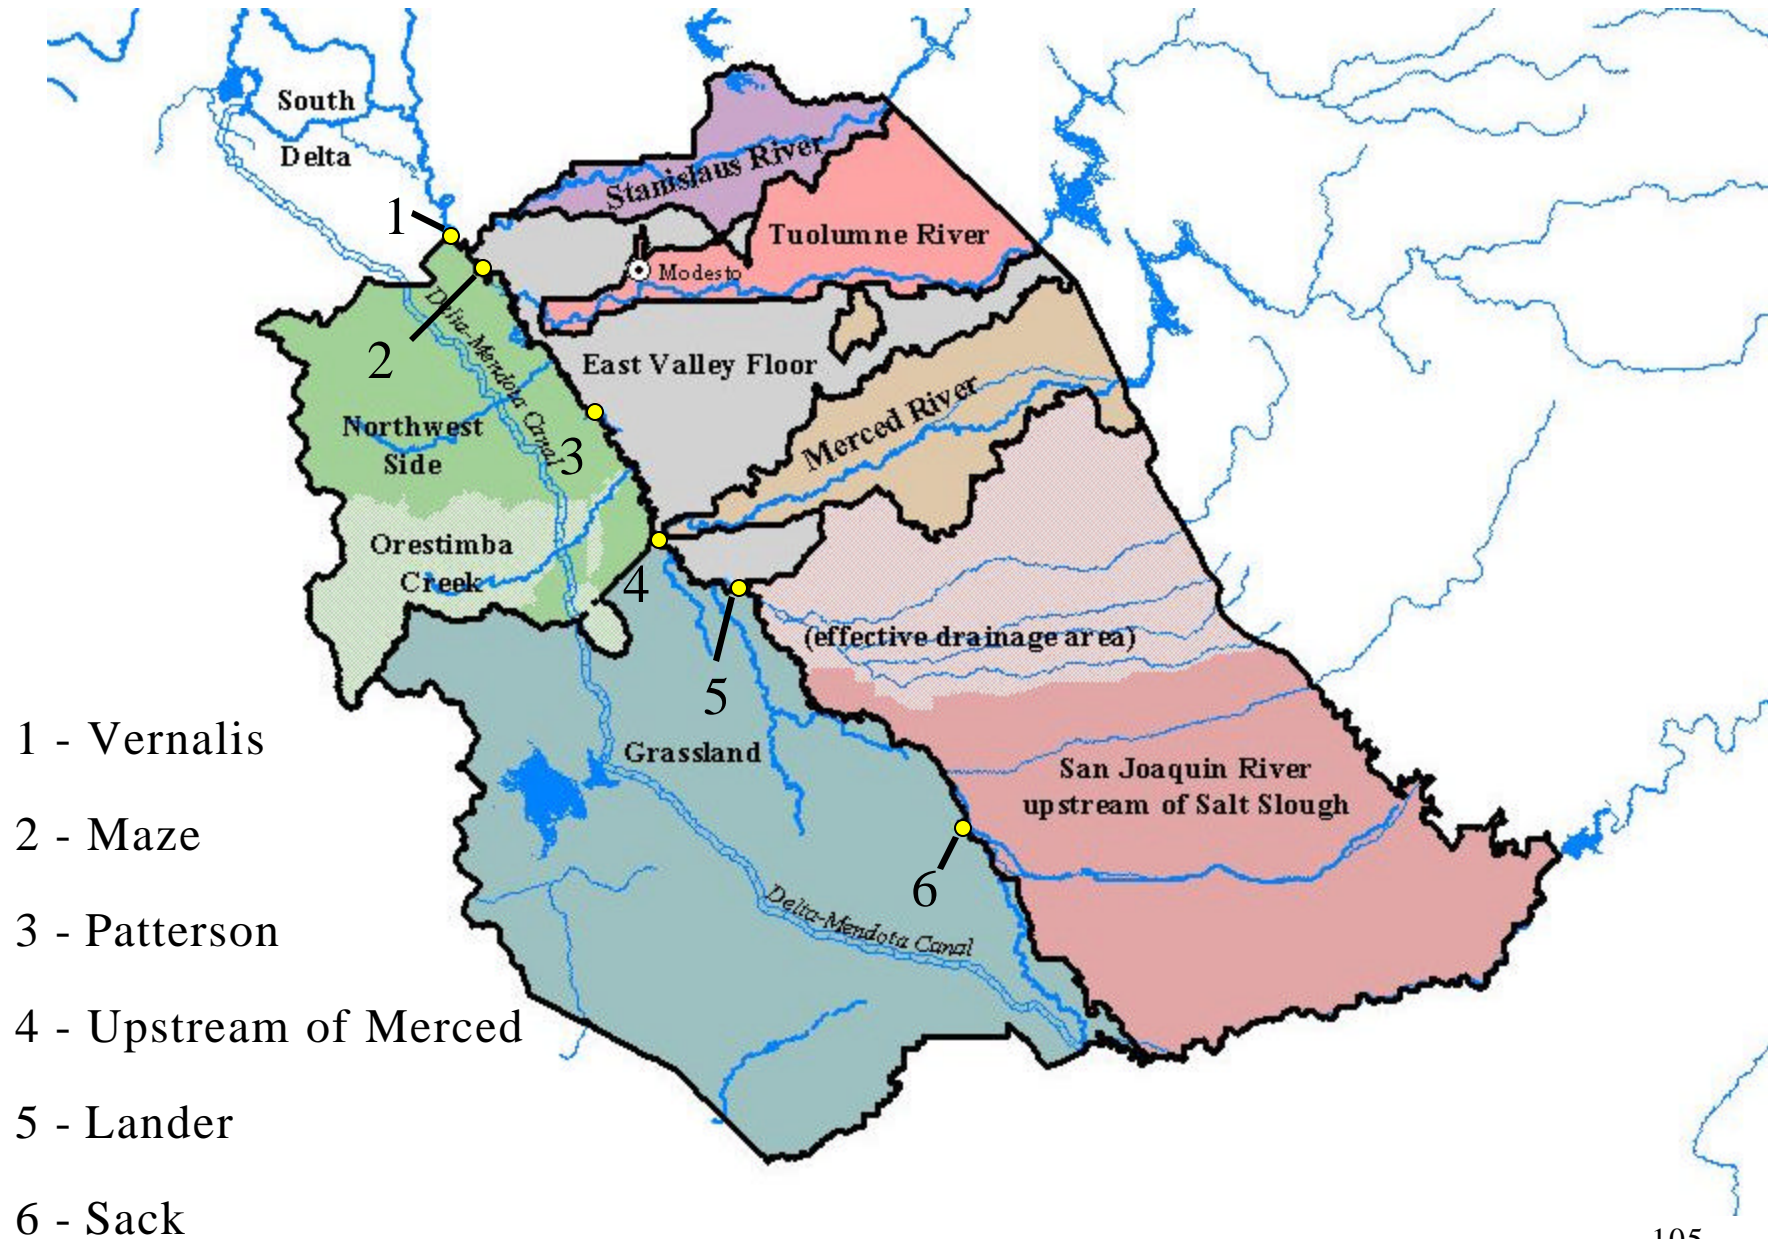 South
Delta
Stanislaus River
1
Tuolumne River
Modesto
2
Delta-Mendota Canal
East Valley Floor
Merced River
Northwest
Side
3
Orestimba
Creek
4
(effective drainage area)
5
Grassland
San Joaquin River
upstream of Salt Slough
6
Delta-Mendota Canal
1 - Vernalis
2 - Maze
3 - Patterson
4 - Upstream of Merced
5 - Lander
6 - Sack
105